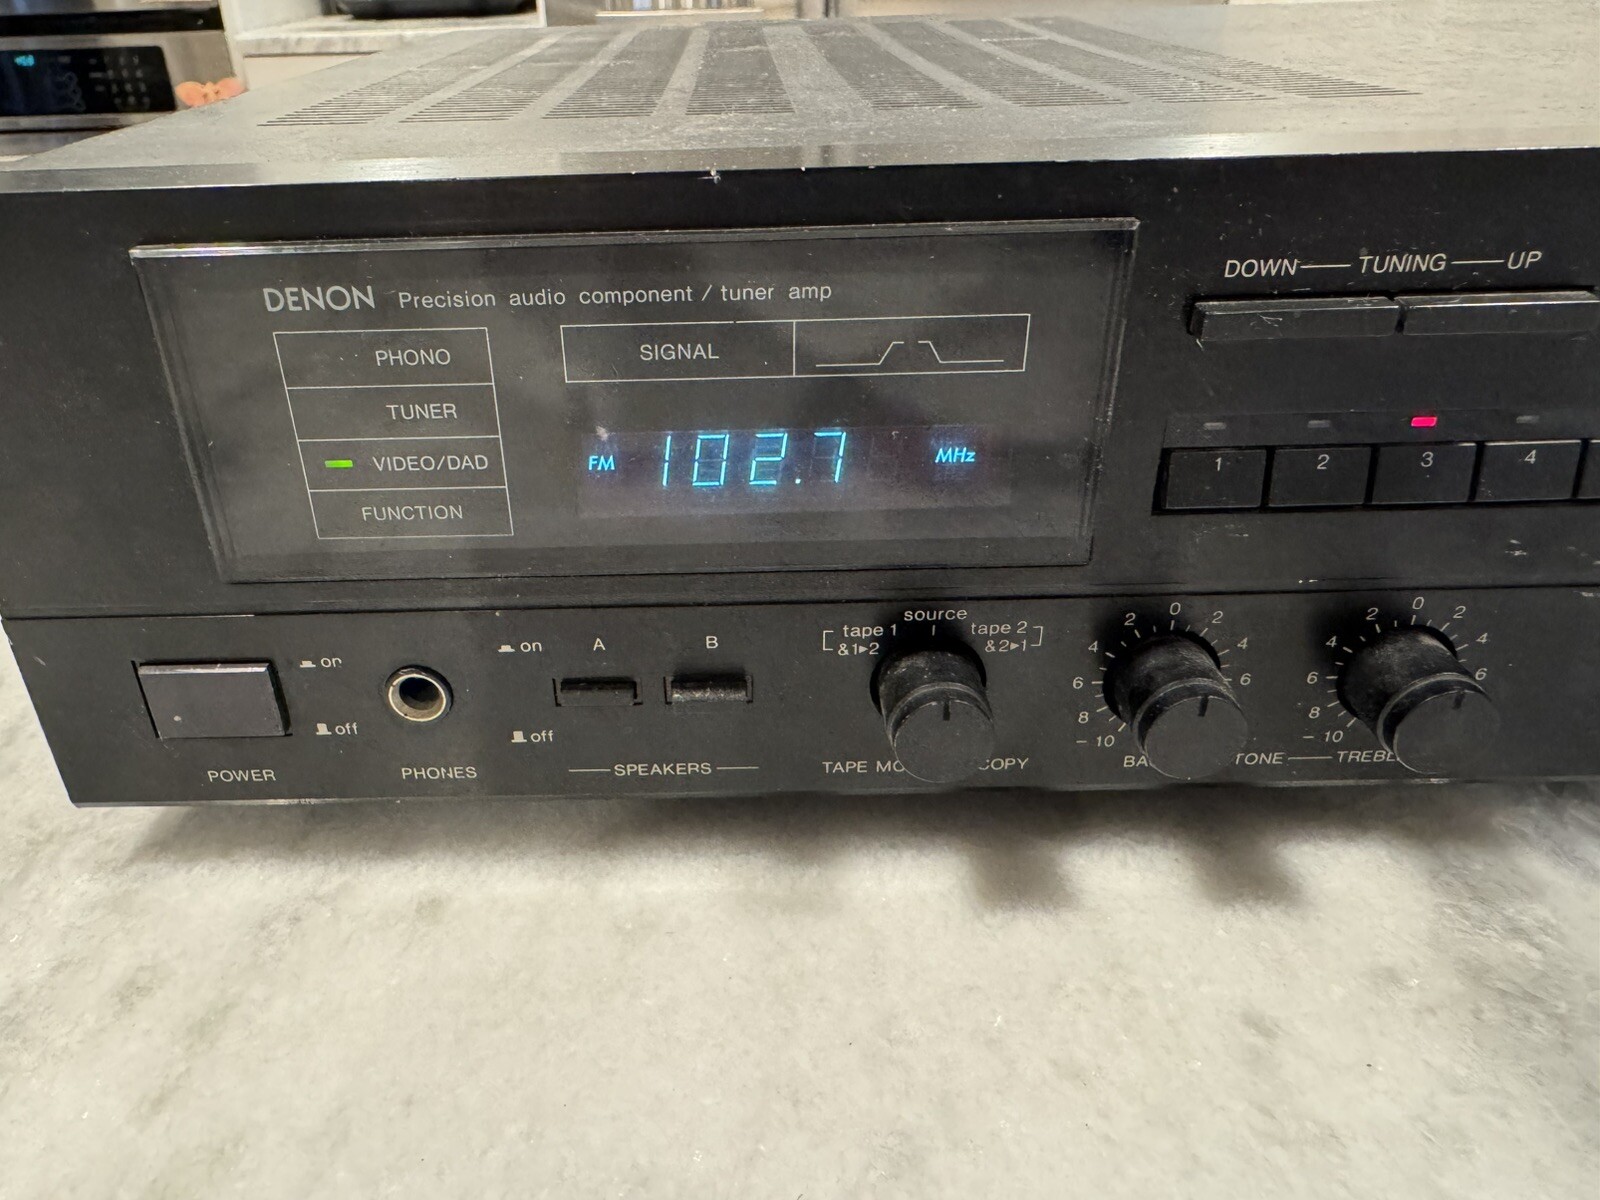 DENON Precision audio component / tuner amp
PHONO
TUNER
VIDEO/DAD
FUNCTION
SIGNAL
FM 102.7 MHz
DOWN TUNING UP
1 2 3 4
on
off
POWER
PHONES
on
off
A B
SPEAKERS
source
tape 1 tape 2
&1▸2 &2▸1
TAPE
COPY
0
2 2
4 4
6 6
8
- 10
TONE
0
2 2
4 4
6 6
8
- 10